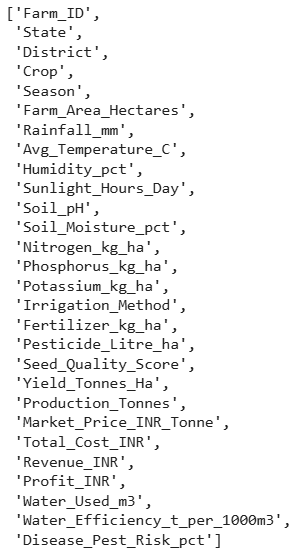 ['Farm_ID',
'State',
'District',
'Crop',
'Season',
'Farm_Area_Hectares',
'Rainfall_mm',
'Avg_Temperature_C',
'Humidity_pct',
'Sunlight_Hours_Day',
'Soil_pH',
'Soil_Moisture_pct',
'Nitrogen_kg_ha',
'Phosphorus_kg_ha',
'Potassium_kg_ha',
'Irrigation_Method',
'Fertilizer_kg_ha',
'Pesticide_Litre_ha',
'Seed_Quality_Score',
'Yield_Tonnes_Ha',
'Production_Tonnes',
'Market_Price_INR_Tonne',
'Total_Cost_INR',
'Revenue_INR',
'Profit_INR',
'Water_Used_m3',
'Water_Efficiency_t_per_1000m3',
'Disease_Pest_Risk_pct']